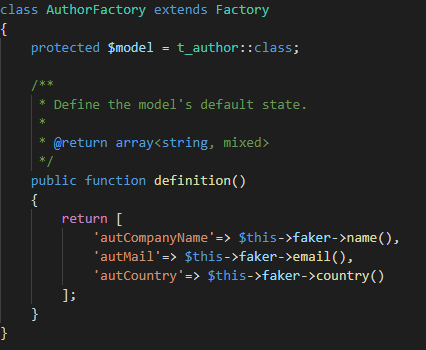 class AuthorFactory extends Factory
{
    protected $model = t_author::class;

    /**
     * Define the model's default state.
     *
     * @return array<string, mixed>
     */
    public function definition()
    {
        return [
            'autCompanyName'=> $this->faker->name(),
            'autMail'=> $this->faker->email(),
            'autCountry'=> $this->faker->country()
        ];
    }
}